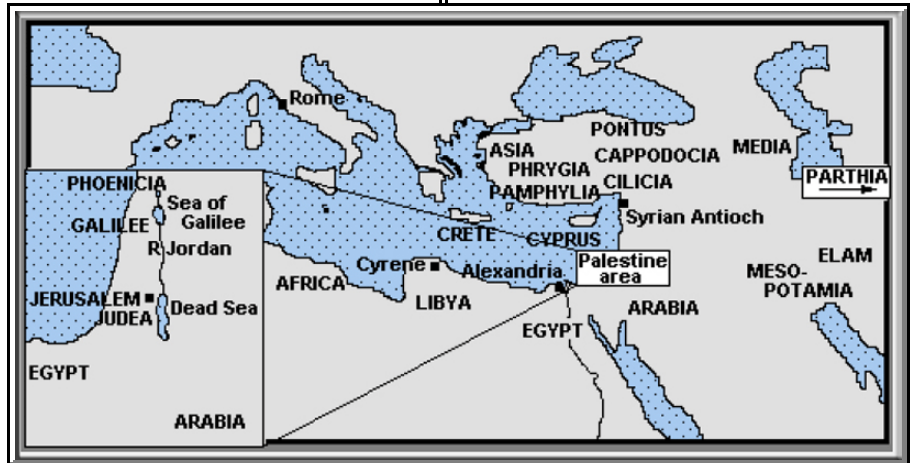 Rome
PONTUS
ASIA
CAPPODOCIA
MEDIA
PHRYGIA
PARTHIA
PAMPHYLIA
CILICIA
Syrian Antioch
CRETE
CYPRUS
ELAM
Cyrene
Alexandria
Palestine
area
MESO-
POTAMIA
AFRICA
LIBYA
ARABIA
EGYPT
PHOENICIA
Sea of
Galilee
GALILEE
R Jordan
JERUSALEM
JUDEA
Dead Sea
EGYPT
ARABIA